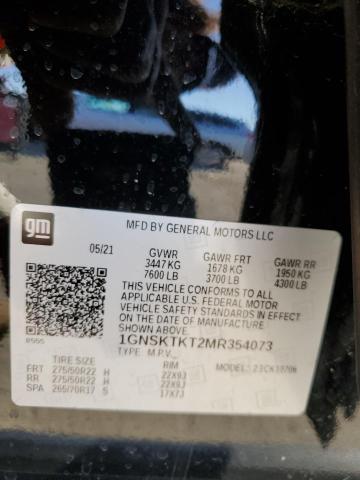 gm
MFD BY GENERAL MOTORS LLC
05/21 GVWR GAWR FRT GAWR RR
3447 KG 1678 KG 1950 KG
7600 LB 3700 LB 4300 LB
THIS VEHICLE CONFORMS TO ALL
APPLICABLE U.S. FEDERAL MOTOR
VEHICLE SAFETY STANDARDS IN
EFFECT ON THE DATE OF MANUFACTURE
SHOWN ABOVE
1GNSKTKT2MR354073
TYPE: M.P.V. MODEL:
TIRE SIZE RIM
FRT 275/50R22 H 22X9J
RR 275/50R22 H 22X9J
SPA 265/70R17 S 17X7J